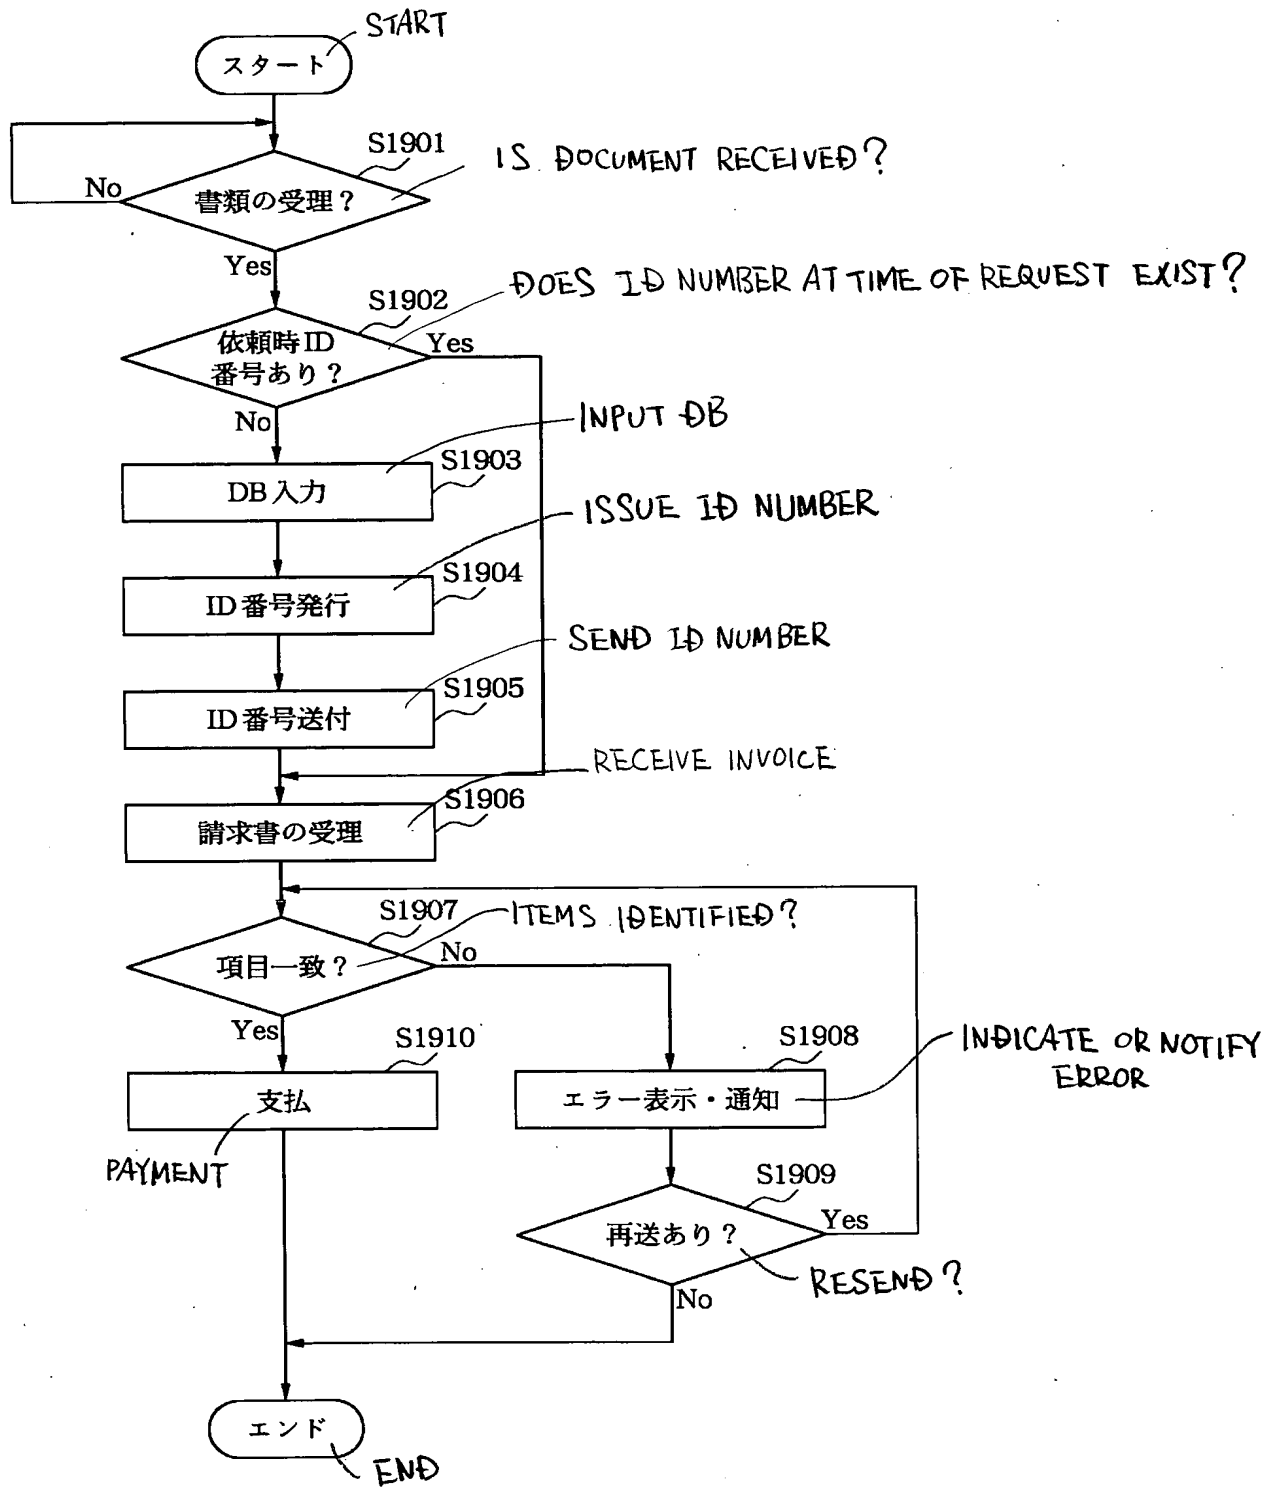 START
スタート
S1901
IS DOCUMENT RECEIVED?
No
書類の受理？
Yes
DOES ID NUMBER AT TIME OF REQUEST EXIST?
S1902
依頼時ID
番号あり？
Yes
No
INPUT DB
S1903
DB入力
ISSUE ID NUMBER
S1904
ID番号発行
SEND ID NUMBER
S1905
ID番号送付
RECEIVE INVOICE
S1906
請求書の受理
S1907
ITEMS IDENTIFIED?
項目一致？
No
Yes
S1910
S1908
INDICATE OR NOTIFY
ERROR
支払
エラー表示・通知
PAYMENT
S1909
再送あり？
Yes
RESEND?
No
エンド
END